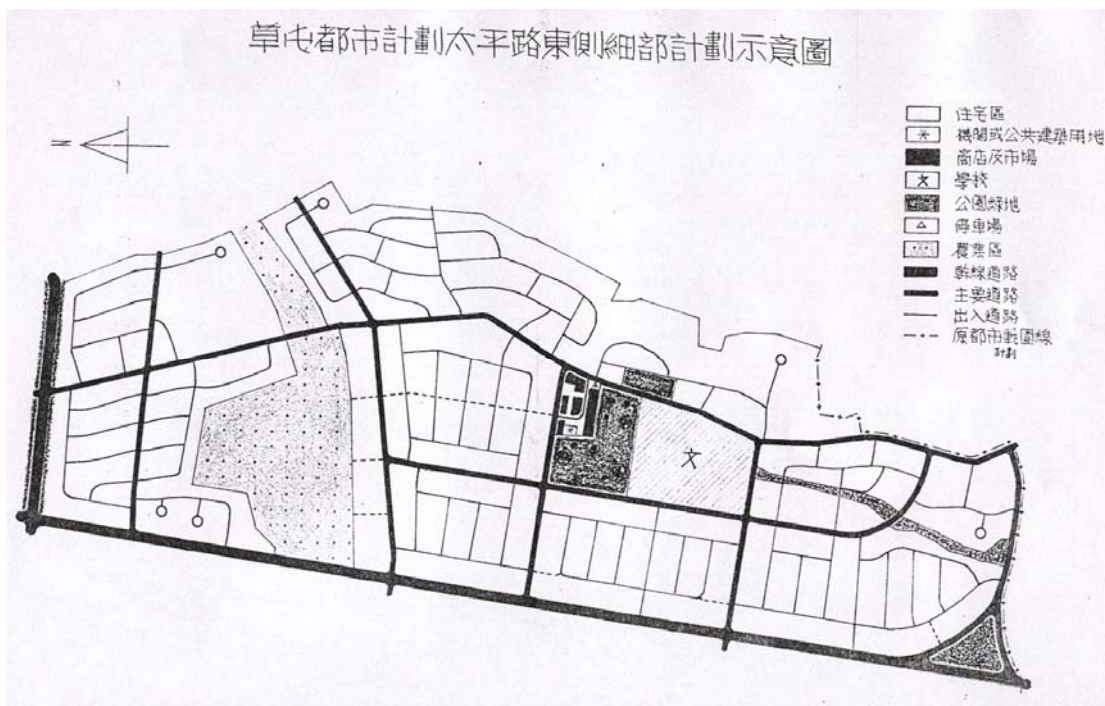 草屯都市計劃太平路東側細部計劃示意圖
N
住宅區
機關或公共建築用地
商店及市場
學校
公園綠地
停車場
農業區
幹線道路
主要道路
出入道路
原都市範圍線
計劃
文
文